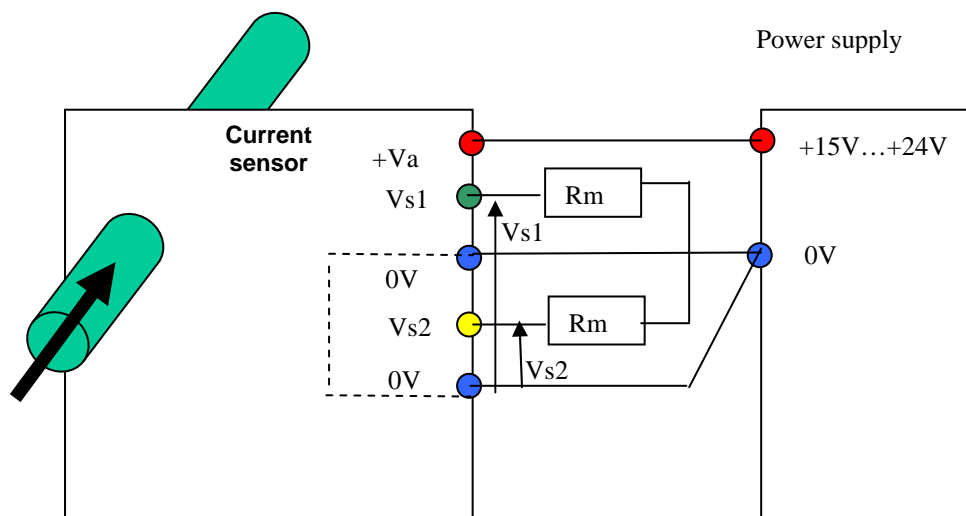 Power supply
Current
sensor
+Va
+15V…+24V
Vs1
Rm
Vs1
0V
0V
Vs2
Rm
Vs2
0V